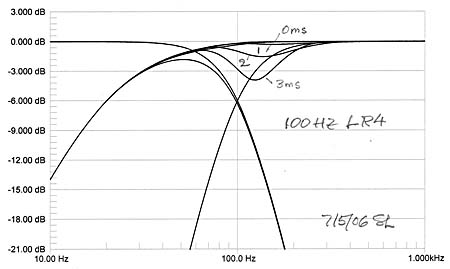 3.000 dB
0.00 dB
-3.000 dB
-6.000 dB
-9.000 dB
-12.00 dB
-15.00 dB
-18.00 dB
-21.00 dB
0ms
1
2
3ms
100 HZ LR4
7/5/06 SL
10.00 Hz
100.0 Hz
1.000kHz